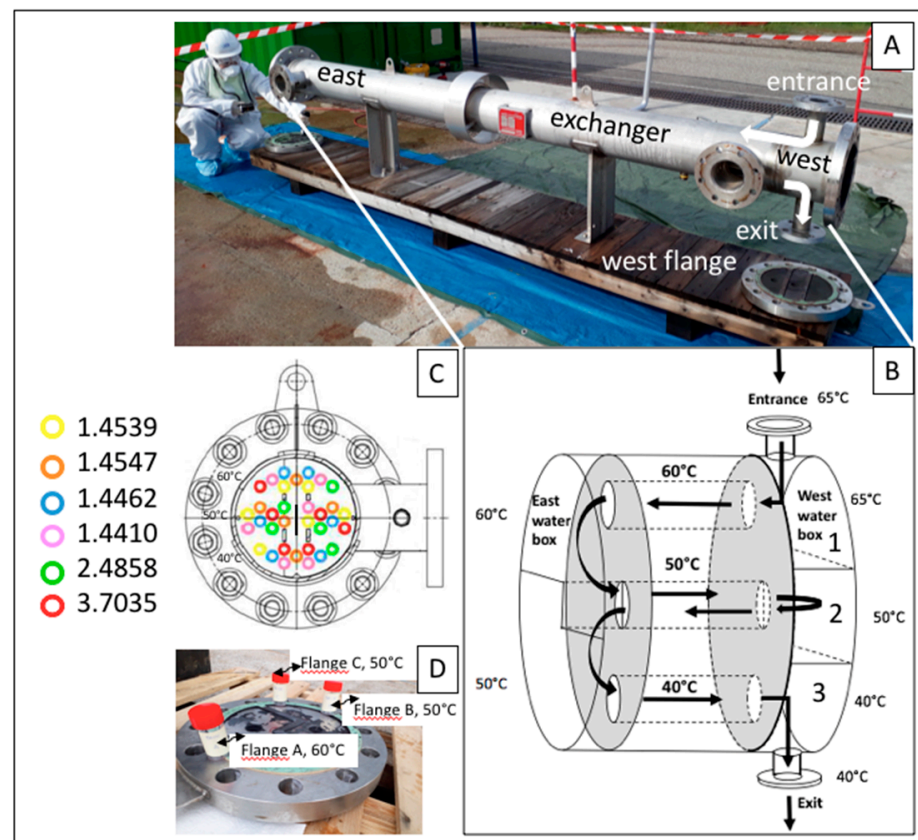 A
east
entrance
exchanger
west
exit
west flange
C
1.4539
1.4547
1.4462
1.4410
2.4858
3.7035
60°C
50°C
40°C
B
Entrance
65°C
60°C
East
water
box
West
water
box
65°C
60°C
1
50°C
2
50°C
50°C
3
40°C
40°C
40°C
Exit
D
Flange C, 50°C
Flange B, 50°C
Flange A, 60°C